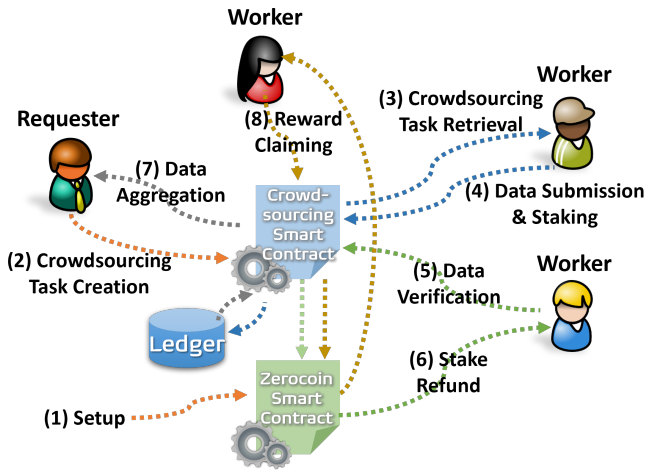 Worker
(3) Crowdsourcing
Task Retrieval
Worker
Requester
(8) Reward
Claiming
(7) Data
Aggregation
Crowd-
sourcing
Smart
Contract
(4) Data Submission
& Staking
(2) Crowdsourcing
Task Creation
(5) Data
Verification
Worker
Ledger
(6) Stake
Refund
Zerocoin
Smart
Contract
(1) Setup